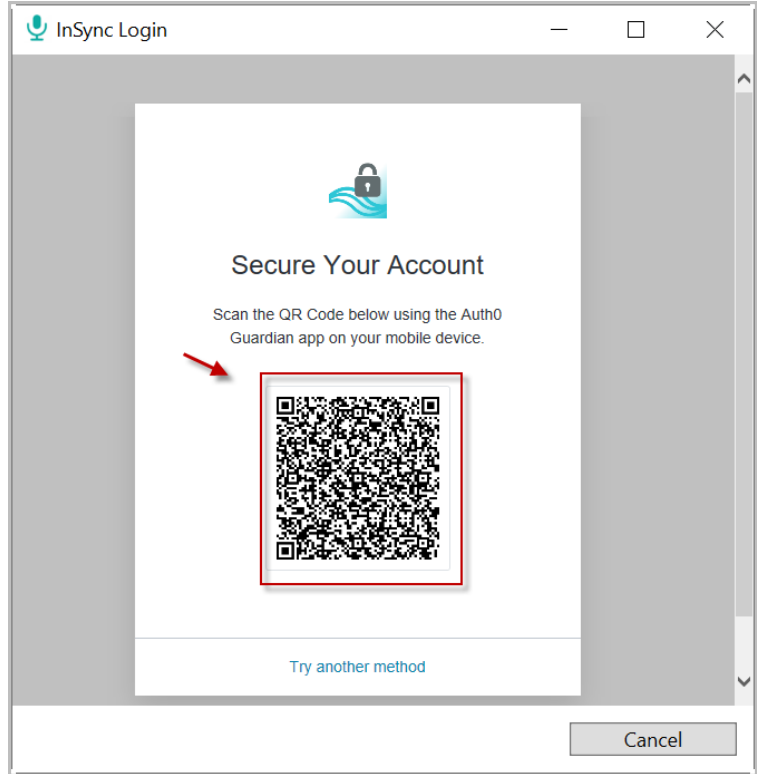 InSync Login
Secure Your Account
Scan the QR Code below using the Auth0
Guardian app on your mobile device.
Try another method
Cancel